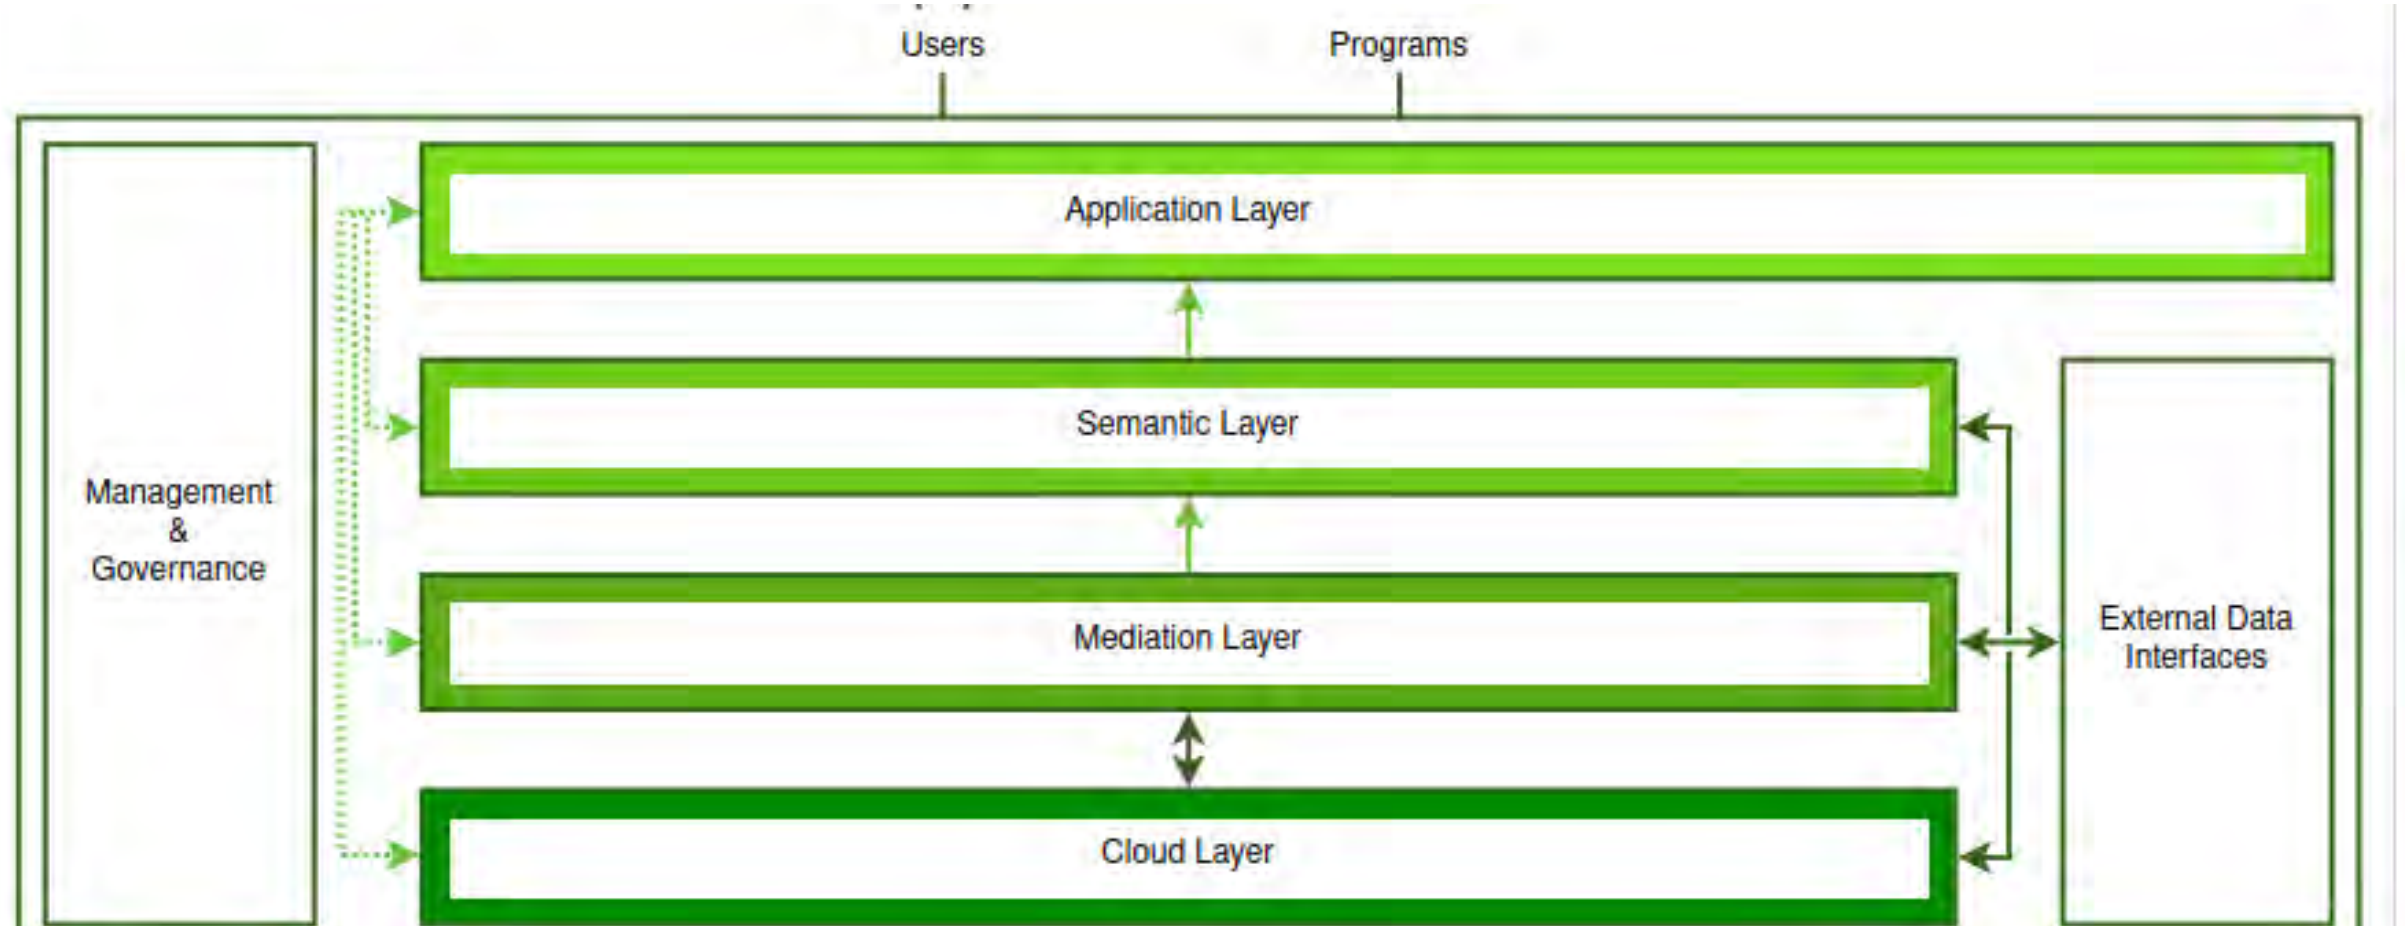 Users
Programs
Application Layer
Semantic Layer
Management
&
Governance
Mediation Layer
External Data
Interfaces
Cloud Layer